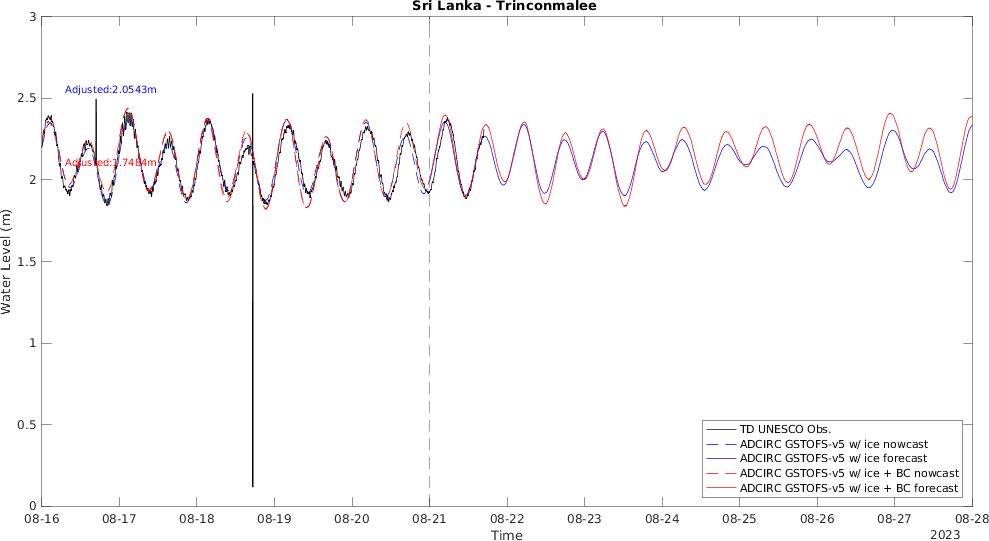 Sri Lanka - Trinconmalee
3
2.5
2
1.5
1
0.5
0
Water Level (m)
Adjusted:2.0543m
Adjusted:1.7484m
TD UNESCO Obs.
ADCIRC GSTOFS-v5 w/ ice nowcast
ADCIRC GSTOFS-v5 w/ ice forecast
ADCIRC GSTOFS-v5 w/ ice + BC nowcast
ADCIRC GSTOFS-v5 w/ ice + BC forecast
08-16 08-17 08-18 08-19 08-20 08-21 08-22 08-23 08-24 08-25 08-26 08-27 08-28
Time
2023